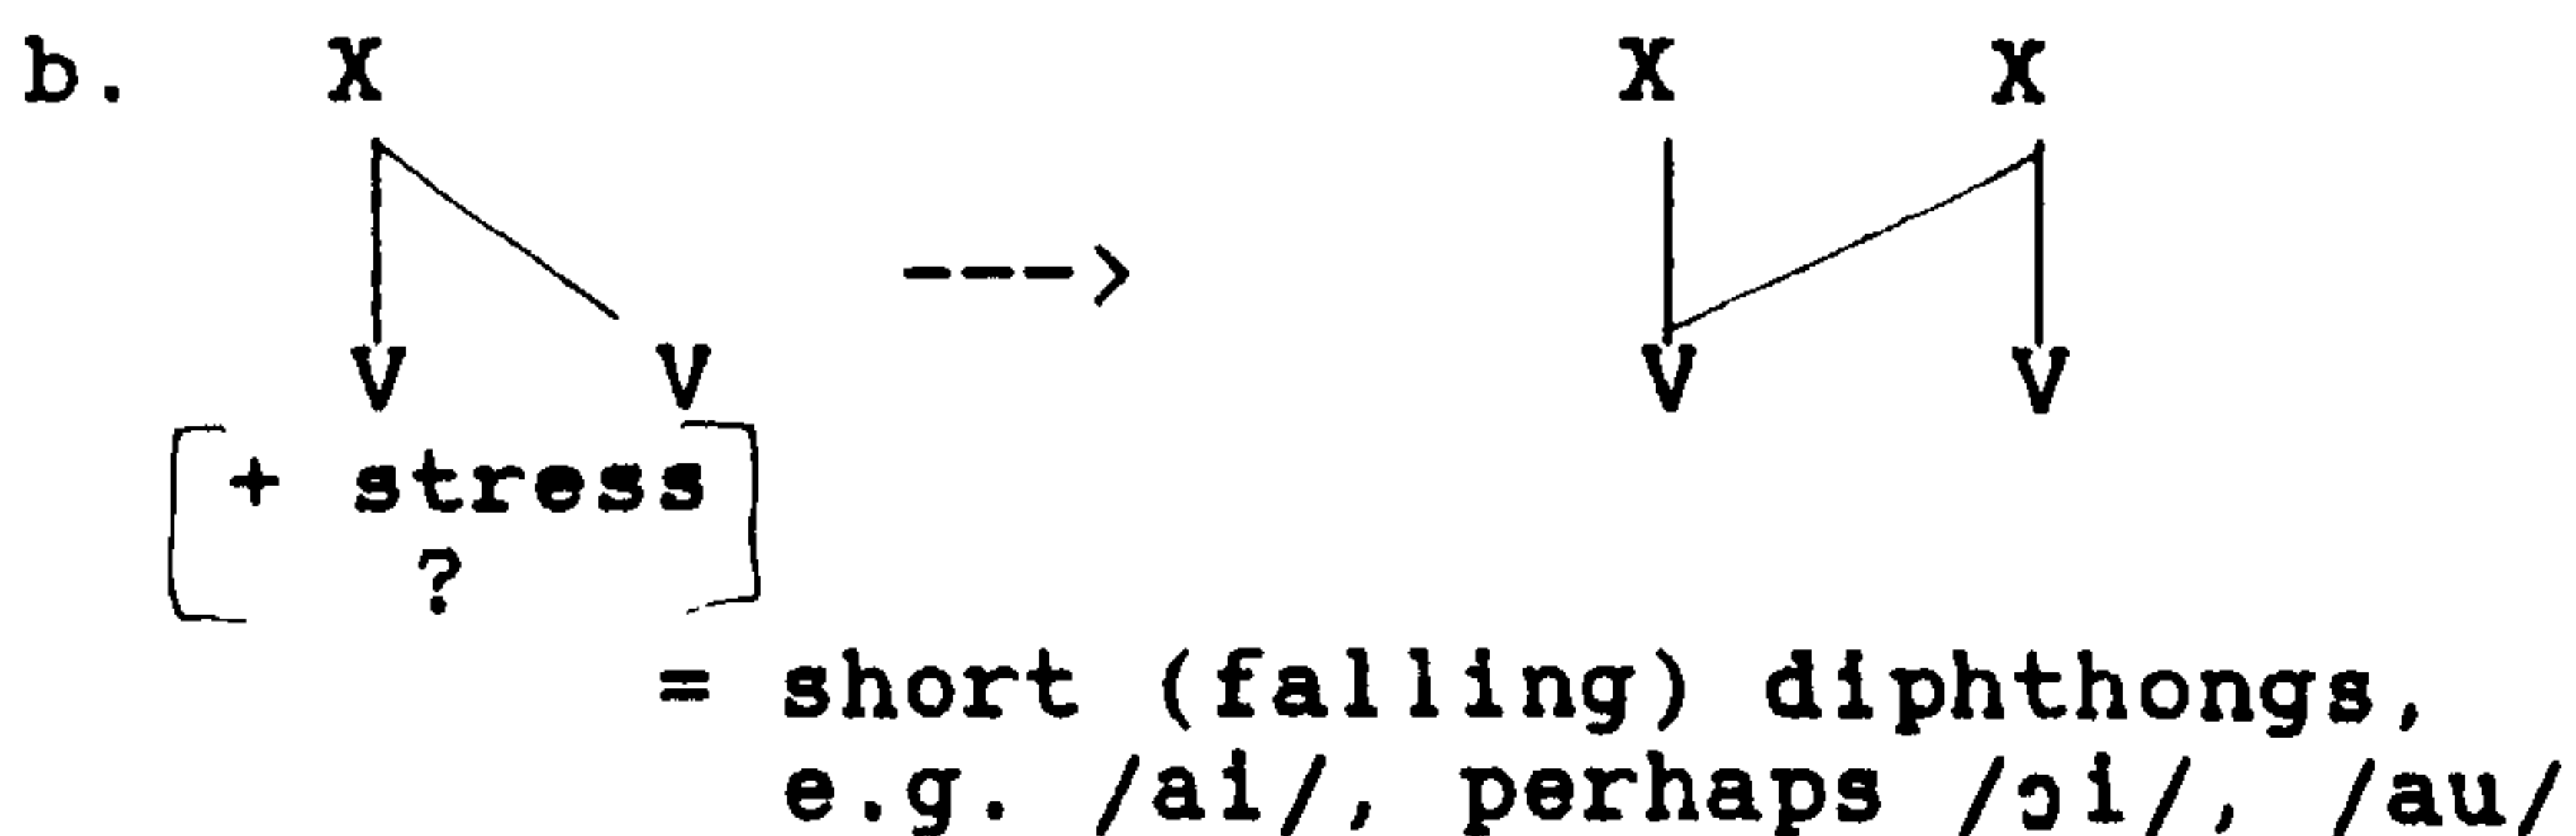 b. X X X
--->
V V V V
+ stress
?
= short (falling) diphthongs,
e.g. /ai/, perhaps /ɔi/, /au/